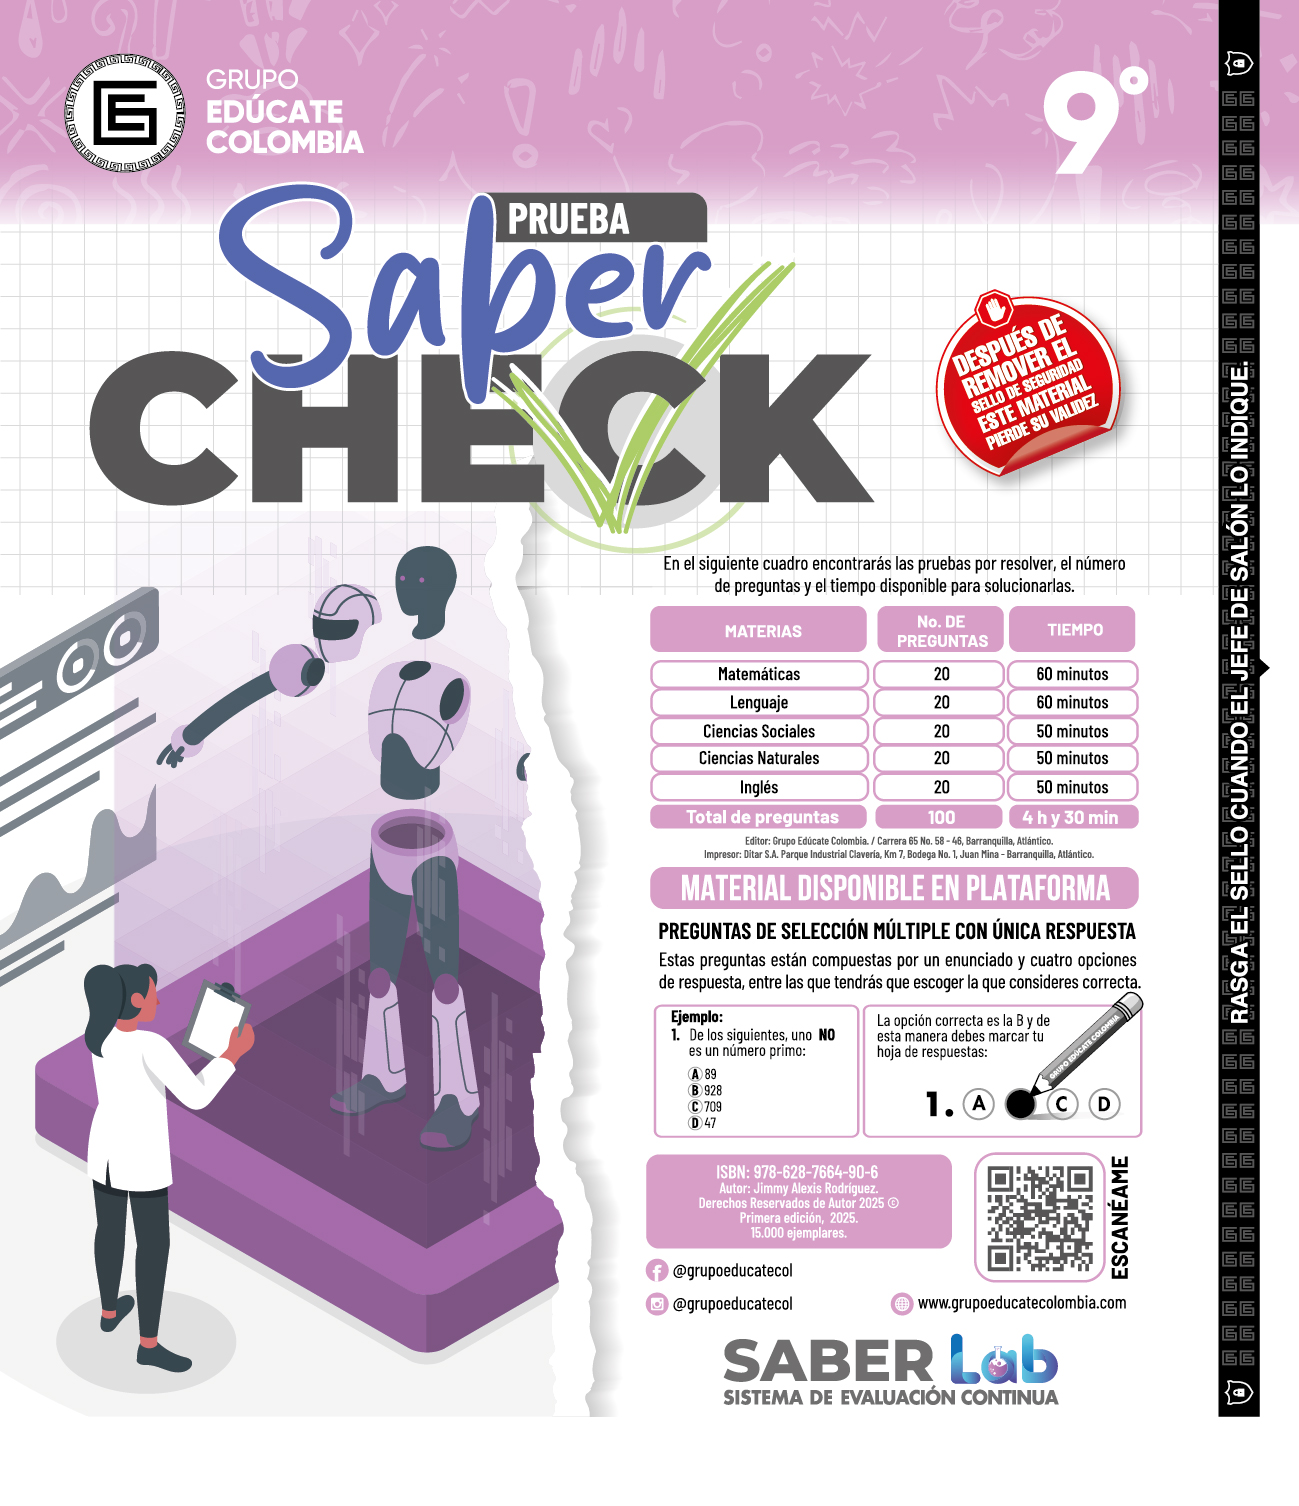 GRUPO
EDÚCATE
COLOMBIA
9°
PRUEBA
Saber
CHECK
DESPUÉS DE
REMOVER EL
SELLO DE SEGURIDAD
ESTE MATERIAL
PIERDE SU VALIDEZ
En el siguiente cuadro encontrarás las pruebas por resolver, el número
de preguntas y el tiempo disponible para solucionarlas.
MATERIAS No. DE PREGUNTAS TIEMPO
Matemáticas 20 60 minutos
Lenguaje 20 60 minutos
Ciencias Sociales 20 50 minutos
Ciencias Naturales 20 50 minutos
Inglés 20 50 minutos
Total de preguntas 100 4 h y 30 min
Editor: Grupo Edúcate Colombia. / Carrera 65 No. 58 - 46, Barranquilla, Atlántico.
Impresor: Ditar S.A. Parque Industrial Clavería, Km 7, Bodega No. 1, Juan Mina - Barranquilla, Atlántico.
MATERIAL DISPONIBLE EN PLATAFORMA
PREGUNTAS DE SELECCIÓN MÚLTIPLE CON ÚNICA RESPUESTA
Estas preguntas están compuestas por un enunciado y cuatro opciones
de respuesta, entre las que tendrás que escoger la que consideres correcta.
Ejemplo:
1. De los siguientes, uno NO
es un número primo:
A 89
B 928
C 709
D 47
La opción correcta es la B y de
esta manera debes marcar tu
hoja de respuestas:
GRUPO EDÚCATE COLOMBIA
1. A C D
ISBN: 978-628-7664-90-6
Autor: Jimmy Alexis Rodríguez.
Derechos Reservados de Autor 2025 ©
Primera edición, 2025.
15.000 ejemplares.
ESCANÉAME
@grupoeducatecol
@grupoeducatecol
www.grupoeducatecolombia.com
SABER Lab
SISTEMA DE EVALUACIÓN CONTINUA
RASGA EL SELLO CUANDO EL JEFE DE SALÓN LO INDIQUE.